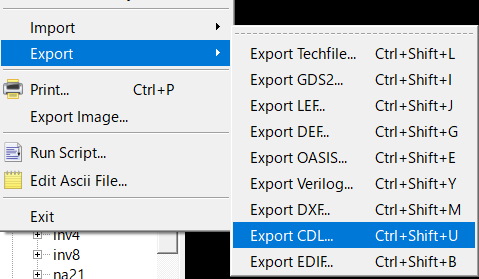 Import
Export
Print... Ctrl+P
Export Image...
Run Script...
Edit Ascii File...
Exit
inv4
inv8
na21
Export Techfile... Ctrl+Shift+L
Export GDS2... Ctrl+Shift+I
Export LEF... Ctrl+Shift+J
Export DEF... Ctrl+Shift+G
Export OASIS... Ctrl+Shift+E
Export Verilog... Ctrl+Shift+Y
Export DXF... Ctrl+Shift+M
Export CDL... Ctrl+Shift+U
Export EDIF... Ctrl+Shift+B